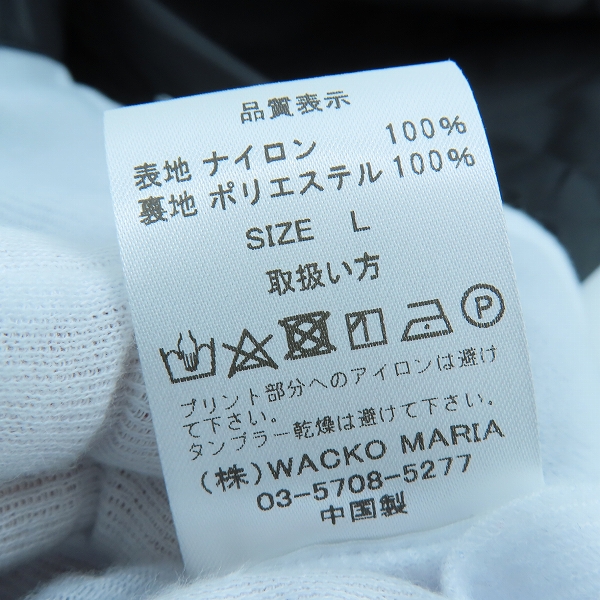 品質表示
表地 ナイロン 100%
裏地 ポリエステル 100%
SIZE L
取扱い方
P
プリント部分へのアイロンは避け
て下さい。
タンブラー乾燥は避けて下さい。
(株)WACKO MARIA
03-5708-5277
中国製